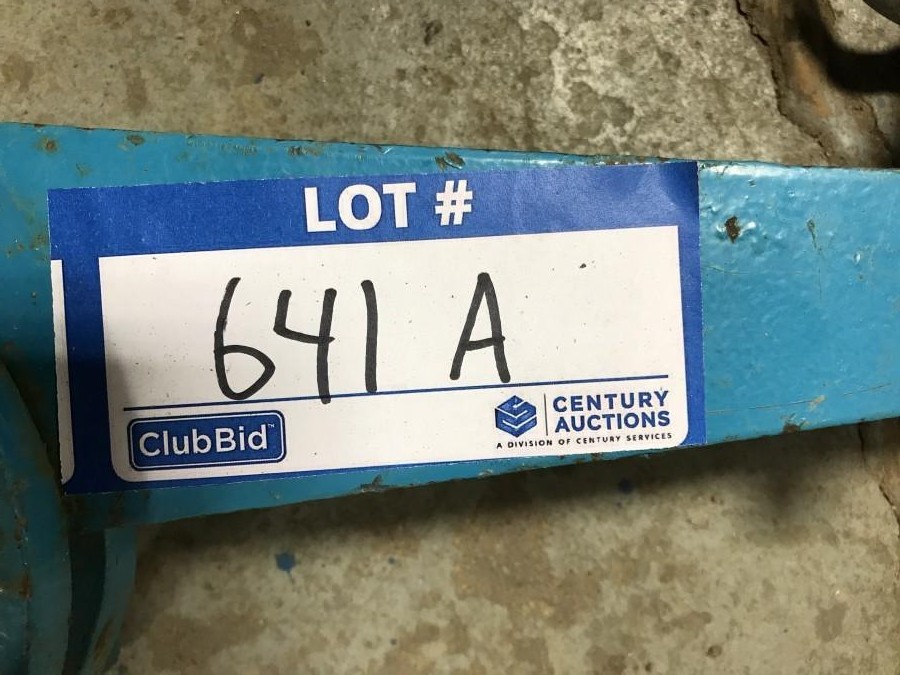 LOT #
641 A
ClubBid™
CENTURY
AUCTIONS
A DIVISION OF CENTURY SERVICES